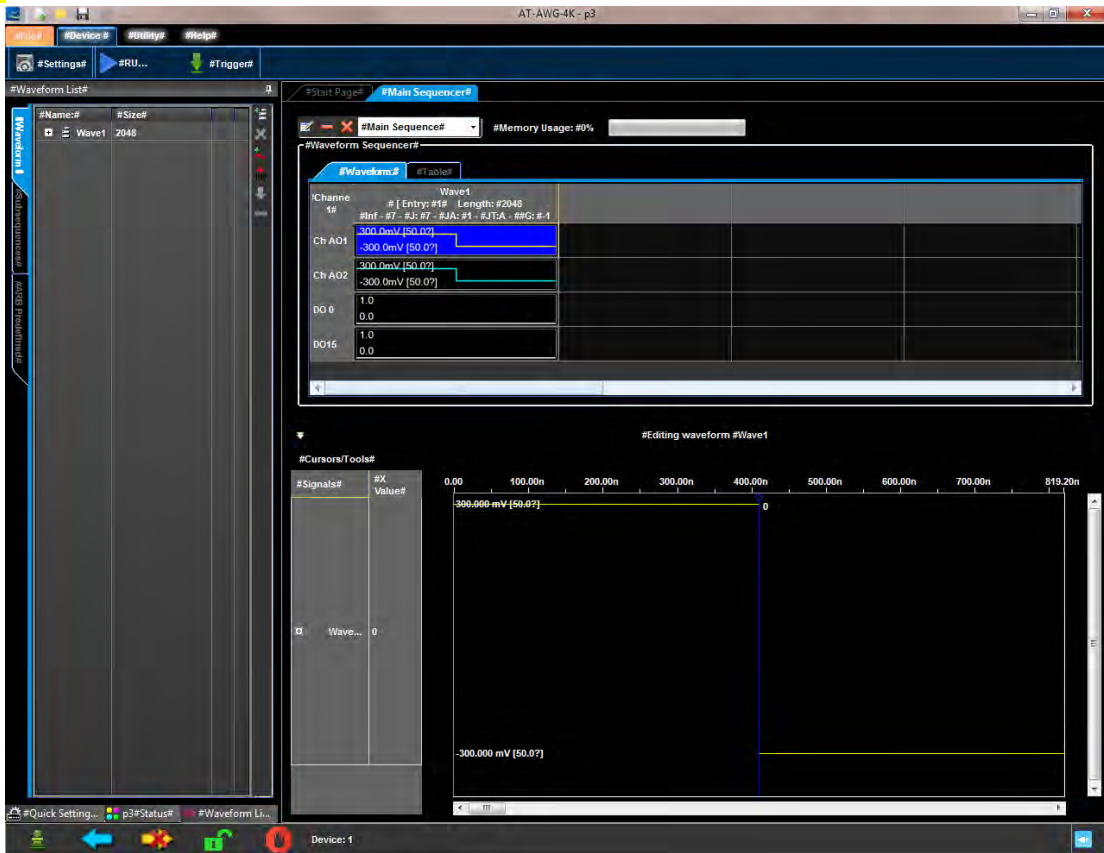 AT-AWG-4K - p3
#File# #Device # #Utility# #Help#
#Settings# #RU... #Trigger#
#Waveform List#
#Start Page# #Main Sequencer#
#Name:# #Size#
Wave1 2048
#Subsequences#
#ARB Predefined#
#Main Sequence# #Memory Usage: #0%
#Waveform Sequencer#
#Waveform:# #Table#
Wave1
# [ Entry: #1# Length: #2048
#Inf - #7 - #J: #7 - #JA: #1 - #JT:A - ##G: #-1
1#
Ch AO1 300.0mV [50.0?]
-300.0mV [50.0?]
Ch AO2 300.0mV [50.0?]
-300.0mV [50.0?]
DO 0 1.0
0.0
DO15 1.0
0.0
#Editing waveform #Wave1
#Cursors/Tools#
#Signals# #X
Value#
0.00 100.00n 200.00n 300.00n 400.00n 500.00n 600.00n 700.00n 819.20n
300.000 mV [50.0?]
0
Wave... 0
-300.000 mV [50.0?]
#Quick Setting... p3#Status# #Waveform Li...
Device: 1